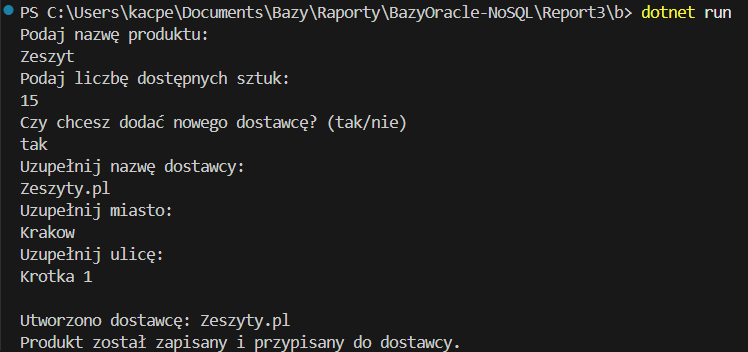 PS C:\Users\kacpe\Documents\Bazy\Raporty\BazyOracle-NoSQL\Report3\b> dotnet run
Podaj nazwę produktu:
Zeszyt
Podaj liczbę dostępnych sztuk:
15
Czy chcesz dodać nowego dostawcę? (tak/nie)
tak
Uzupełnij nazwę dostawcy:
Zeszyty.pl
Uzupełnij miasto:
Krakow
Uzupełnij ulicę:
Krotka 1
Utworzono dostawcę: Zeszyty.pl
Produkt został zapisany i przypisany do dostawcy.